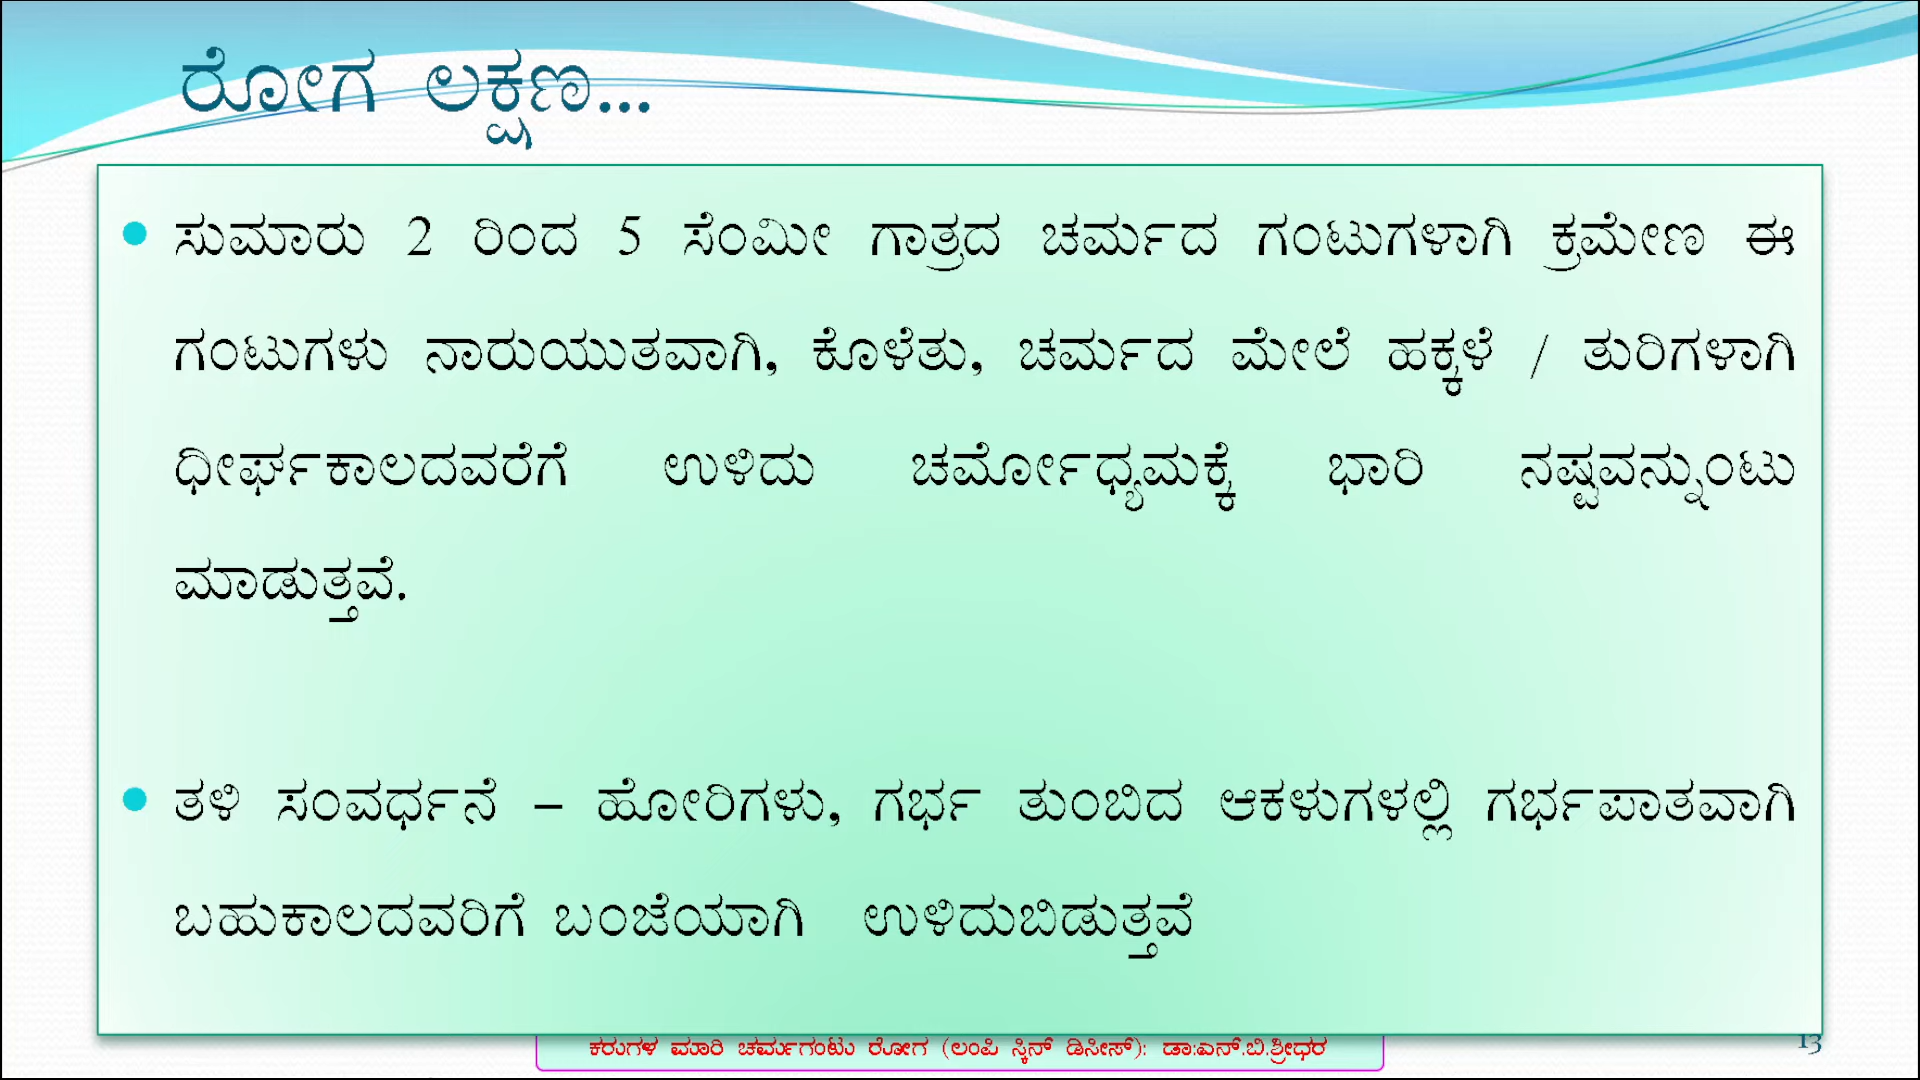 ರೋಗ ಲಕ್ಷಣ...
• ಸುಮಾರು 2 ರಿಂದ 5 ಸೆಂಮೀ ಗಾತ್ರದ ಚರ್ಮದ ಗಂಟುಗಳಾಗಿ ಕ್ರಮೇಣ ಈ
ಗಂಟುಗಳು ನಾರುಯುತವಾಗಿ, ಕೊಳೆತು, ಚರ್ಮದ ಮೇಲೆ ಹಕ್ಕಳೆ / ತುರಿಗಳಾಗಿ
ಧೀರ್ಘಕಾಲದವರೆಗೆ ಉಳಿದು ಚರ್ಮೋಧ್ಯಮಕ್ಕೆ ಭಾರಿ ನಷ್ಟವನ್ನುಂಟು
ಮಾಡುತ್ತವೆ.
• ತಳಿ ಸಂವರ್ಧನೆ – ಹೋರಿಗಳು, ಗರ್ಭ ತುಂಬಿದ ಆಕಳುಗಳಲ್ಲಿ ಗರ್ಭಪಾತವಾಗಿ
ಬಹುಕಾಲದವರಿಗೆ ಬಂಜೆಯಾಗಿ ಉಳಿದುಬಿಡುತ್ತವೆ
ಕರುಗಳ ಮಾರಿ ಚರ್ಮಗಂಟು ರೋಗ (ಲಂಪಿ ಸ್ಕಿನ್ ಡಿಸೀಸ್): ಡಾ:ಎನ್.ಬಿ.ಶ್ರೀಧರ
13